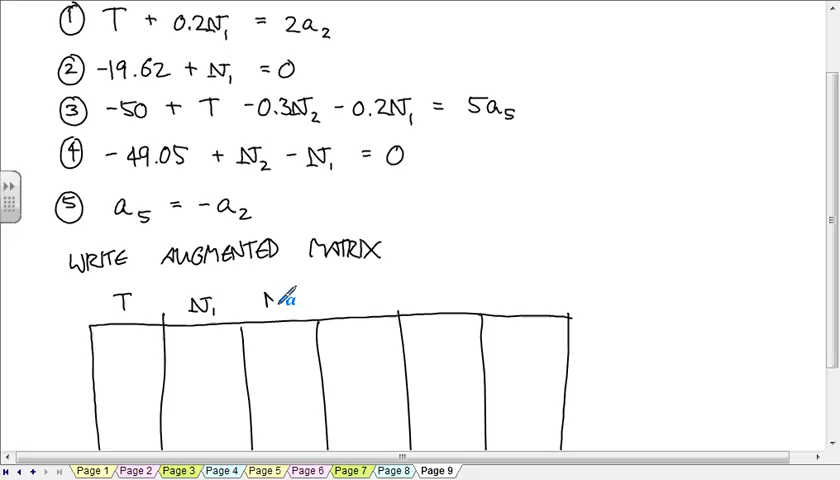 ① T + 0.2N₁ = 2a₂
② -19.62 + N₁ = 0
③ -50 + T - 0.3N₂ - 0.2N₁ = 5a₅
④ -49.05 + N₂ - N₁ = 0
⑤ a₅ = -a₂
WRITE AUGMENTED MATRIX
T N₁
Page 1 Page 2 Page 3 Page 4 Page 5 Page 6 Page 7 Page 8 Page 9